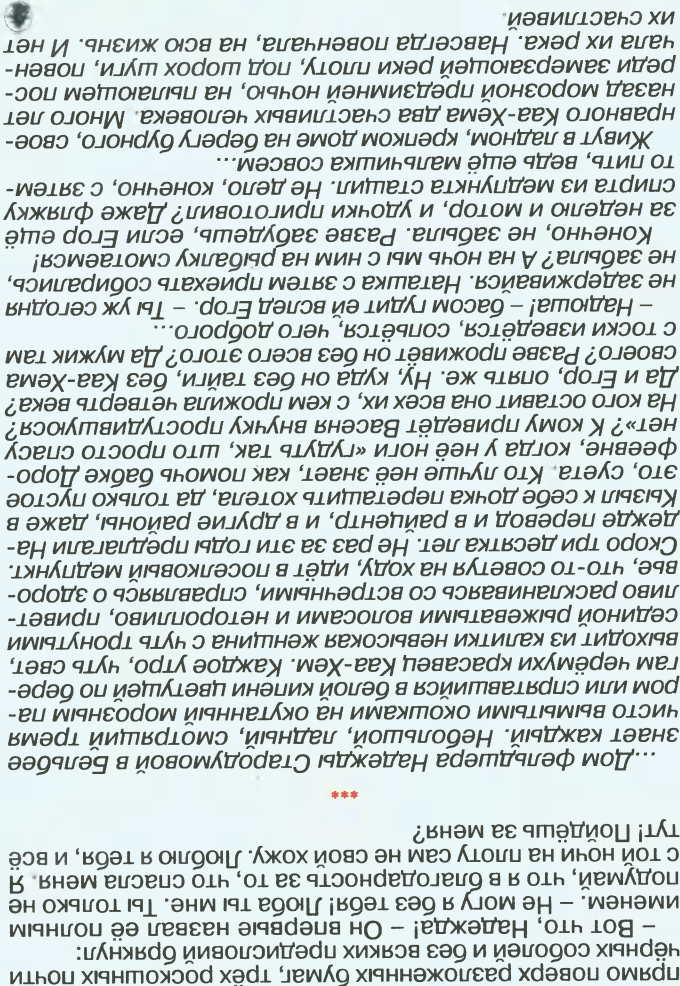 прямо поверх разложенных бумаг, трёх роскошных почти
чёрных соболей и без всяких предисловий брякнул:
– Вот что, Надежда! – Он впервые назвал её полным
именем. – Не могу я без тебя! Люба ты мне. Ты только не
подумай, что я в благодарность за то, что спасла меня. Я
с той ночи на плоту сам не свой хожу. Люблю я тебя, и всё
тут! Пойдёшь за меня?
***
...Дом фельдшера Надежды Стародумовой в Бельбее
знает каждый. Небольшой, ладный, смотрящий тремя
чисто вымытыми окошками на окутанный морозным па-
ром или спрятавшийся в белой кипени цветущей по бере-
гам черёмухи красавец Каа-Хем. Каждое утро, чуть свет,
выходит из калитки невысокая женщина с чуть тронутыми
сединой рыжеватыми волосами и неторопливо, привет-
ливо раскланиваясь со встречными, справляясь о здоро-
вье, что-то советуя на ходу, идёт в поселковый медпункт.
Скоро три десятка лет. Не раз за эти годы предлагали На-
дежде перевод и в райцентр, и в другие районы, даже в
Кызыл к себе дочка перетащить хотела, да только пустое
это, суета. Кто лучше неё знает, как помочь бабке Доро-
феевне, когда у неё ноги «гудуть так, што просто спасу
нет»? К кому приведёт Васеня внучку простудившуюся?
На кого оставит она всех их, с кем прожила четверть века?
Да и Егор, опять же. Ну, куда он без тайги, без Каа-Хема
своего? Разве проживёт он без всего этого? Да мужик там
с тоски изведётся, сопьётся, чего доброго...
– Надюша! – басом гудит ей вслед Егор. – Ты уж сегодня
не задерживайся. Наташка с зятем приехать собирались,
не забыла? А на ночь мы с ним на рыбалку смотаемся!
Конечно, не забыла. Разве забудешь, если Егор ещё
за неделю и мотор, и удочки приготовил? Даже фляжку
спирта из медпункта стащил. Не дело, конечно, с зятем-
то пить, ведь ещё мальчишка совсем...
Живут в ладном, крепком доме на берегу бурного, свое-
нравного Каа-Хема два счастливых человека. Много лет
назад морозной предзимней ночью, на пылающем пос-
реди замерзающей реки плоту, под шорох шуги, повен-
чала их река. Навсегда повенчала, на всю жизнь. И нет
их счастливей